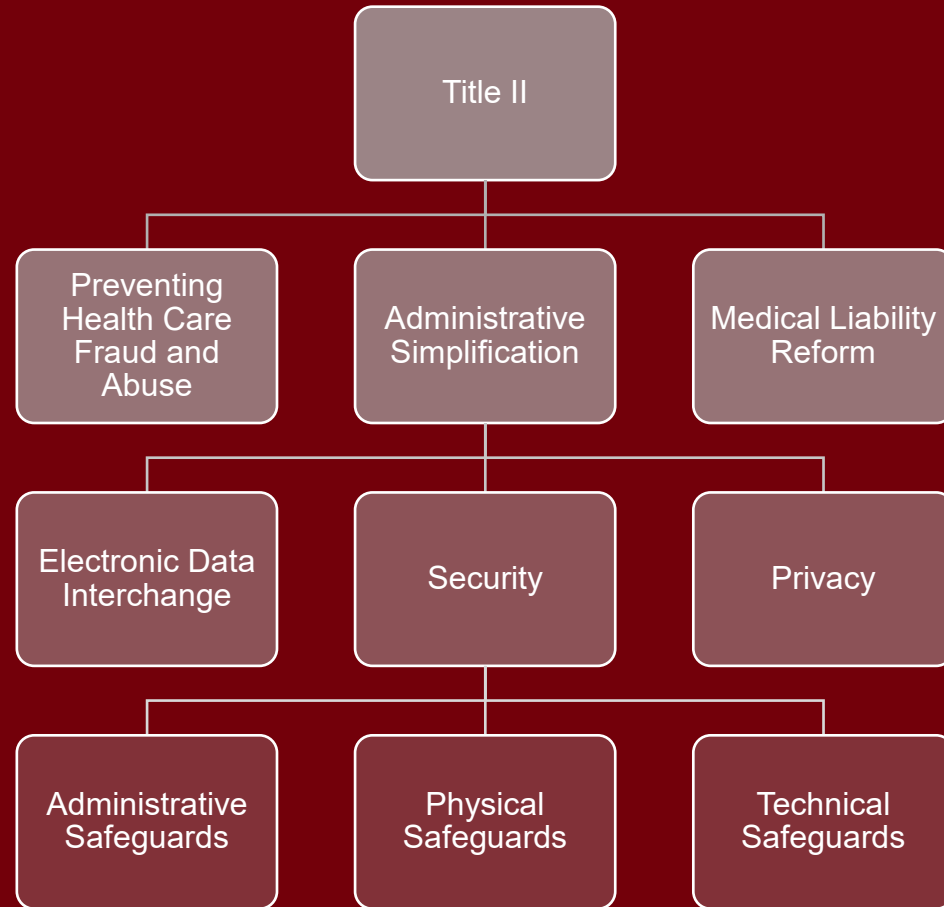 Title II
Preventing
Health Care
Fraud and
Abuse
Administrative
Simplification
Medical Liability
Reform
Electronic Data
Interchange
Security
Privacy
Administrative
Safeguards
Physical
Safeguards
Technical
Safeguards